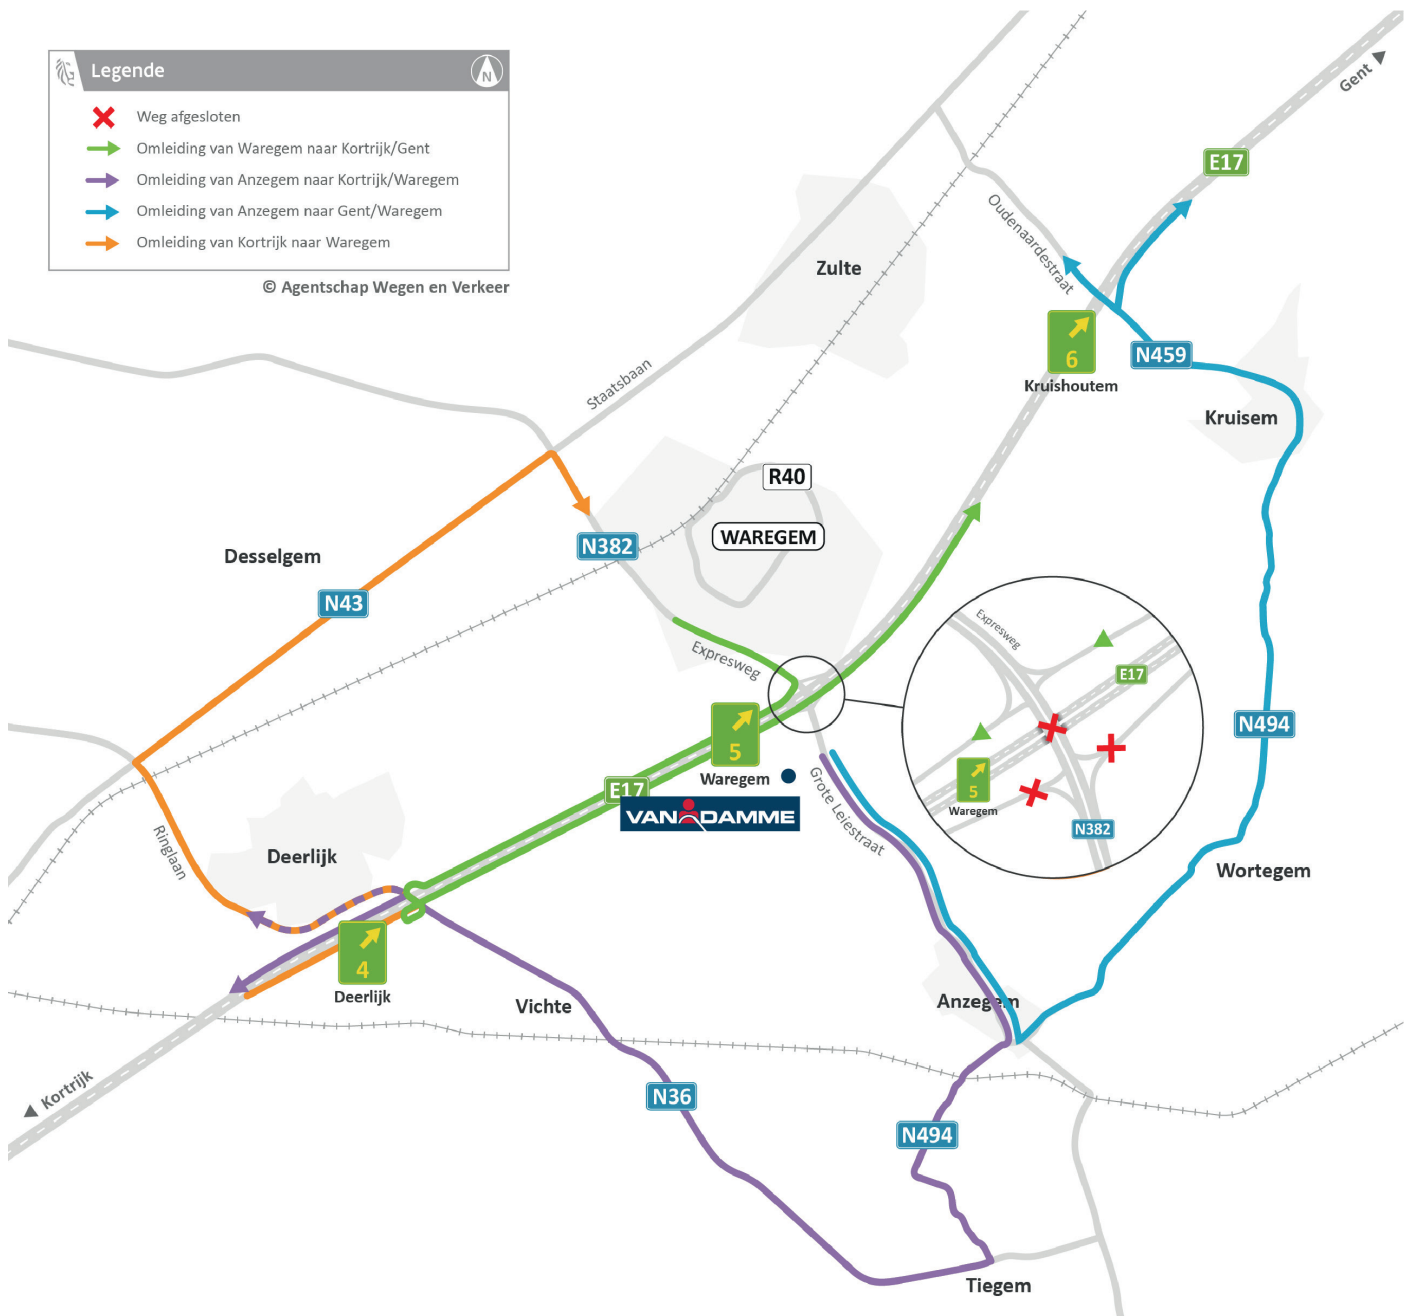 Legende
N
Weg afgesloten
Omleiding van Waregem naar Kortrijk/Gent
Omleiding van Anzegem naar Kortrijk/Waregem
Omleiding van Anzegem naar Gent/Waregem
Omleiding van Kortrijk naar Waregem
© Agentschap Wegen en Verkeer
Gent
E17
Oudenaardestraat
Zulte
6
Kruishoutem
N459
Kruisem
Staatsbaan
R40
WAREGEM
N382
Desselgem
N43
Expresweg
Expresweg
E17
5
Waregem
N382
N494
5
Waregem
E17
VANDAMME
Grote Leiestraat
Ringlaan
Deerlijk
Wortegem
4
Deerlijk
Vichte
Anzegem
Kortrijk
N36
N494
Tiegem